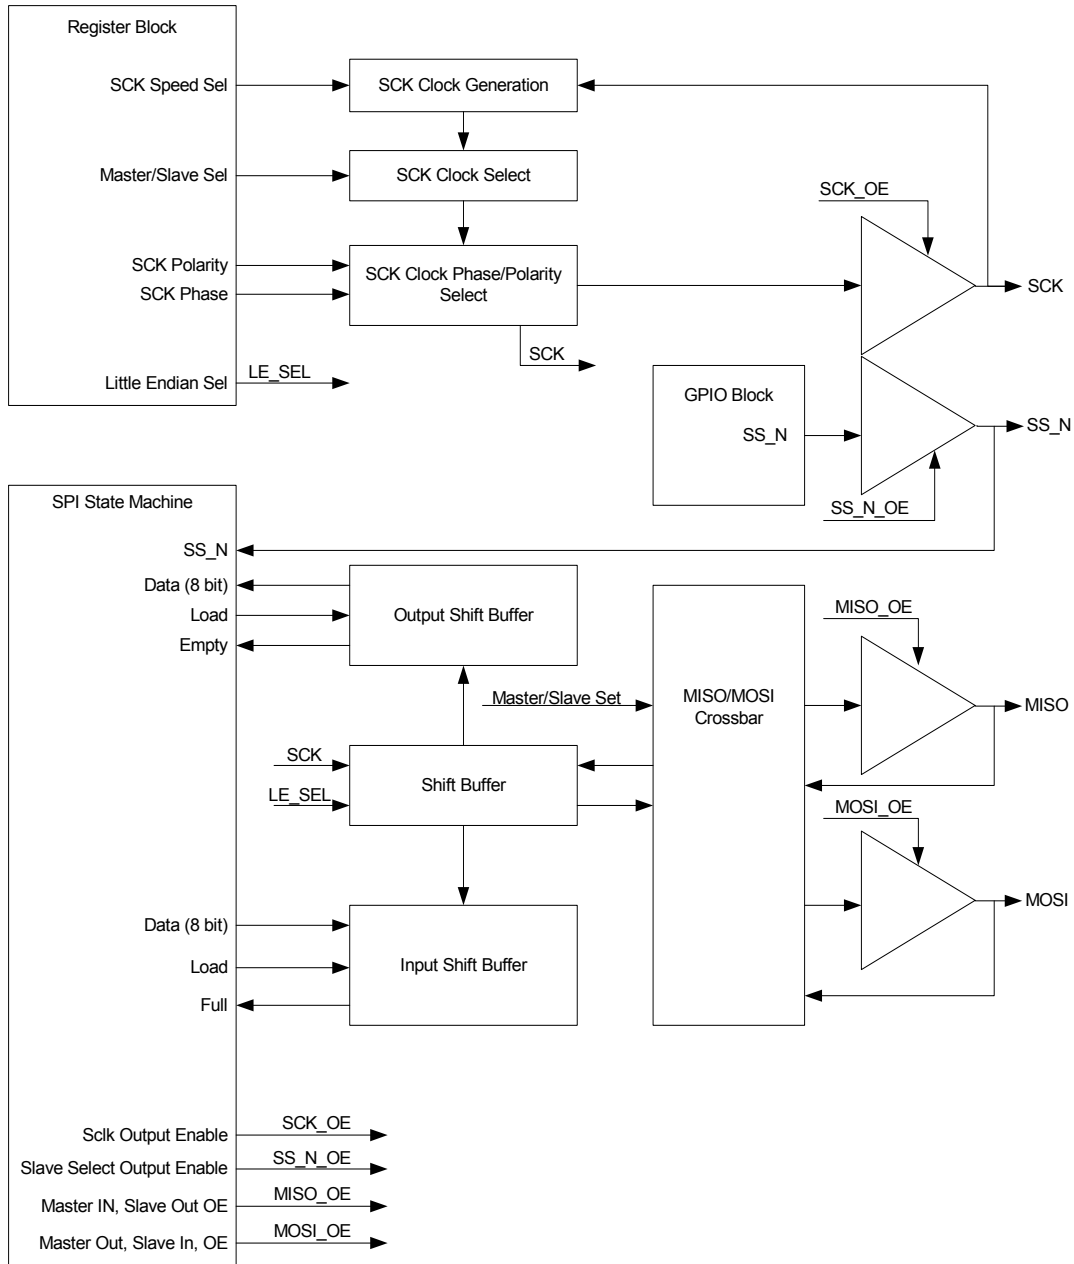 Register Block
SCK Speed Sel
SCK Clock Generation
Master/Slave Sel
SCK Clock Select
SCK_OE
SCK Polarity
SCK Phase
SCK Clock Phase/Polarity
Select
SCK
SCK
Little Endian Sel
LE_SEL
GPIO Block
SS_N
SS_N
SS_N_OE
SPI State Machine
SS_N
Data (8 bit)
Load
Empty
Output Shift Buffer
MISO_OE
Master/Slave Set
MISO/MOSI
Crossbar
MISO
SCK
LE_SEL
Shift Buffer
MOSI_OE
MOSI
Data (8 bit)
Load
Full
Input Shift Buffer
Sclk Output Enable
SCK_OE
Slave Select Output Enable
SS_N_OE
Master IN, Slave Out OE
MISO_OE
Master Out, Slave In, OE
MOSI_OE